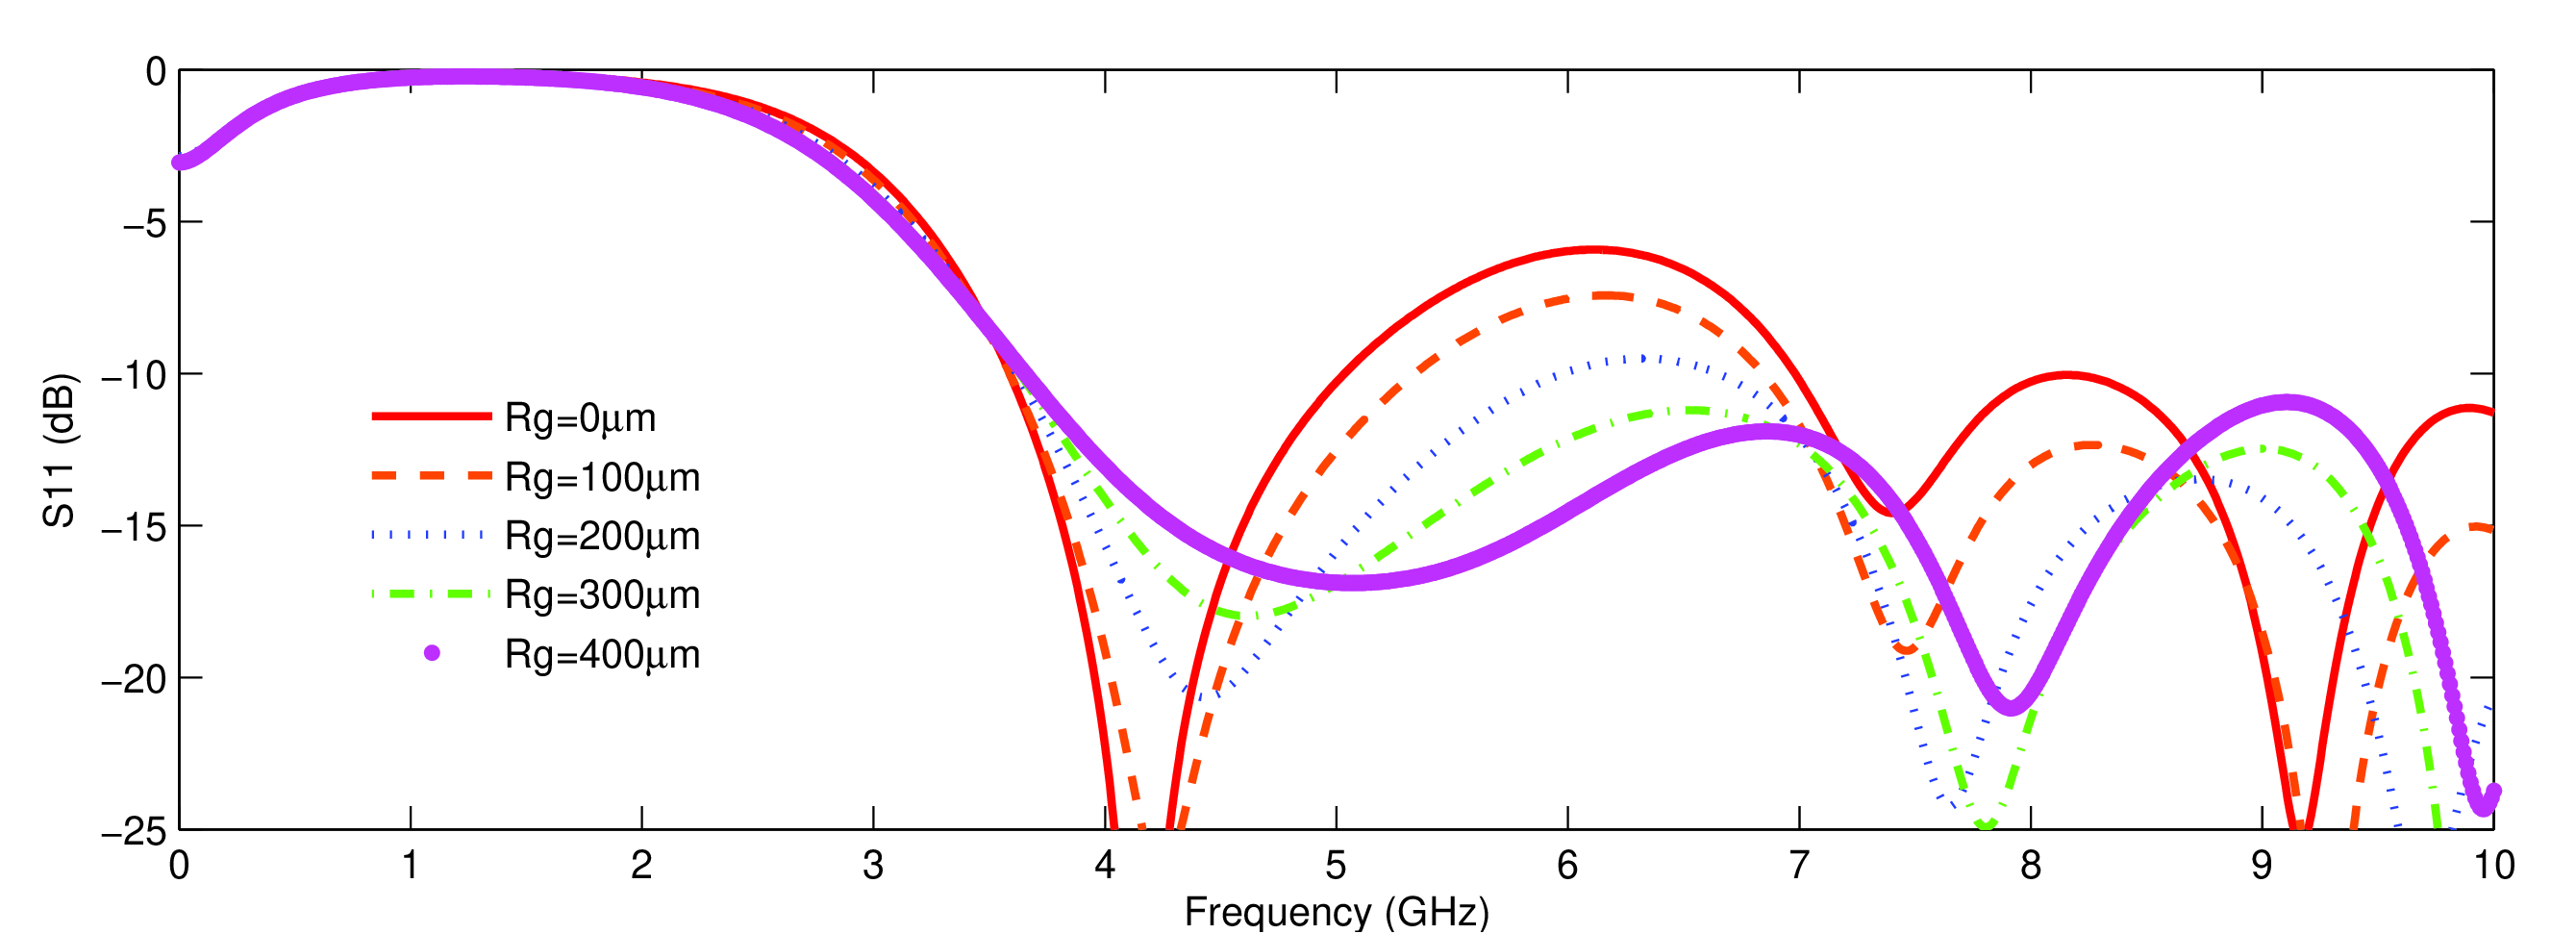 0
−5
−10
−15
−20
−25
S11 (dB)
Rg=0μm
Rg=100μm
Rg=200μm
Rg=300μm
Rg=400μm
0 1 2 3 4 5 6 7 8 9 10
Frequency (GHz)